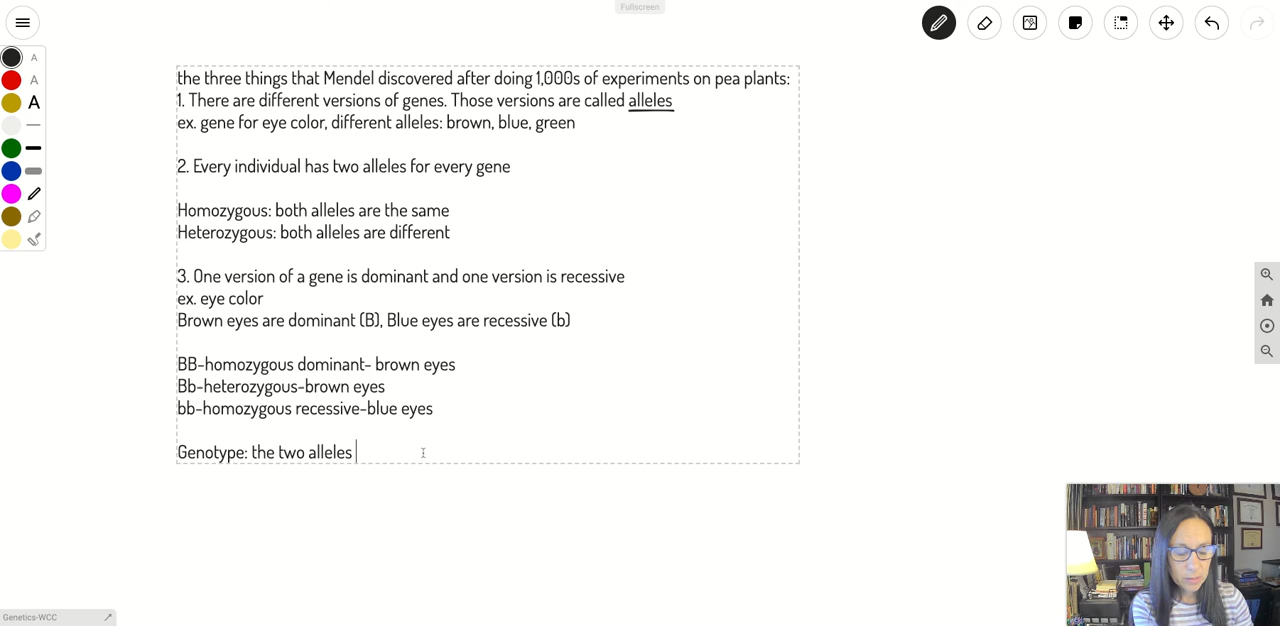 Fullscreen
A
A
A
the three things that Mendel discovered after doing 1,000s of experiments on pea plants:
1. There are different versions of genes. Those versions are called alleles
ex. gene for eye color, different alleles: brown, blue, green
2. Every individual has two alleles for every gene
Homozygous: both alleles are the same
Heterozygous: both alleles are different
3. One version of a gene is dominant and one version is recessive
ex. eye color
Brown eyes are dominant (B), Blue eyes are recessive (b)
BB-homozygous dominant- brown eyes
Bb-heterozygous-brown eyes
bb-homozygous recessive-blue eyes
Genotype: the two alleles
Genetics-WCC